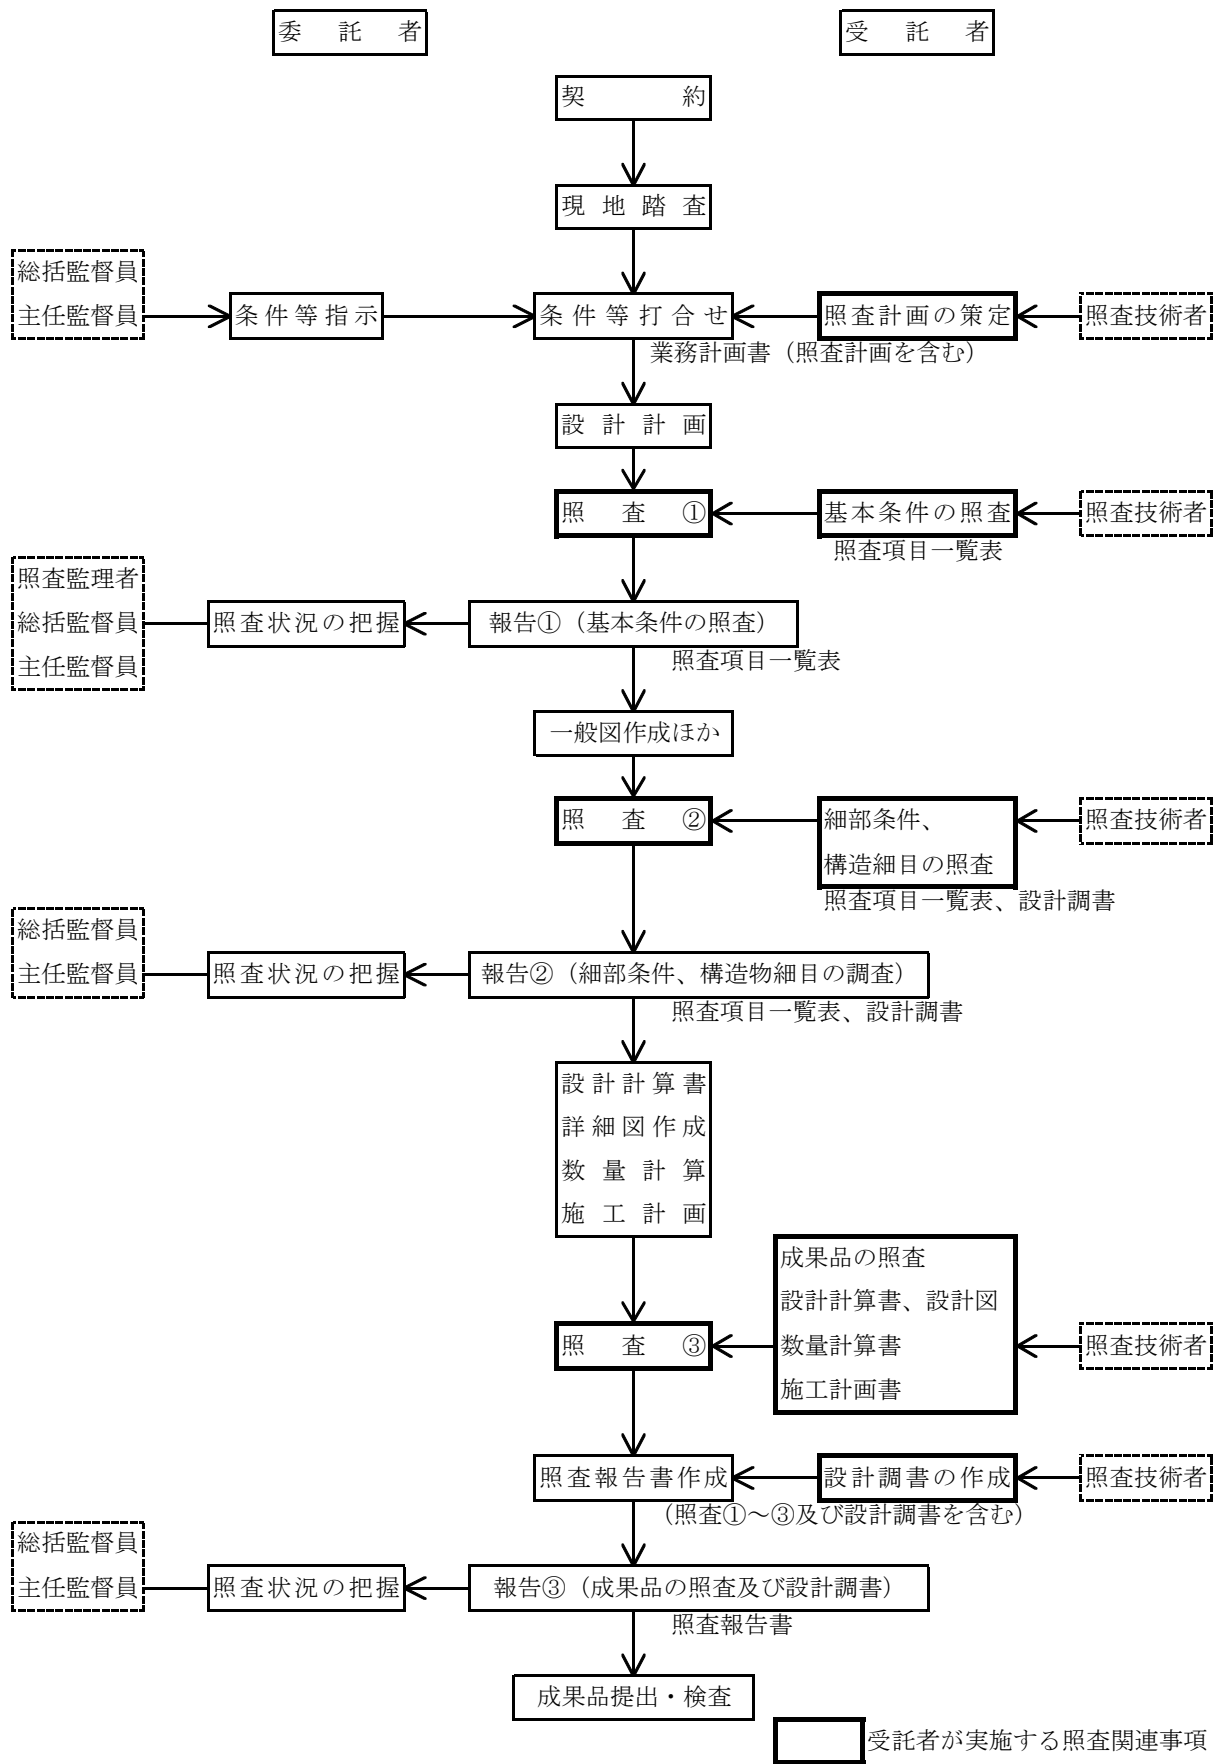 委託者
受託者
契約
現地踏査
総括監督員
主任監督員
条件等指示
条件等打合せ
照査計画の策定
照査技術者
業務計画書（照査計画を含む）
設計計画
照査①
基本条件の照査
照査技術者
照査項目一覧表
照査監理者
総括監督員
主任監督員
照査状況の把握
報告①（基本条件の照査）
照査項目一覧表
一般図作成ほか
照査②
細部条件、
構造細目の照査
照査技術者
照査項目一覧表、設計調書
総括監督員
主任監督員
照査状況の把握
報告②（細部条件、構造物細目の調査）
照査項目一覧表、設計調書
設計計算書
詳細図作成
数量計算
施工計画
成果品の照査
設計計算書、設計図
数量計算書
施工計画書
照査③
照査技術者
照査報告書作成
設計調書の作成
照査技術者
（照査①～③及び設計調書を含む）
総括監督員
主任監督員
照査状況の把握
報告③（成果品の照査及び設計調書）
照査報告書
成果品提出・検査
受託者が実施する照査関連事項